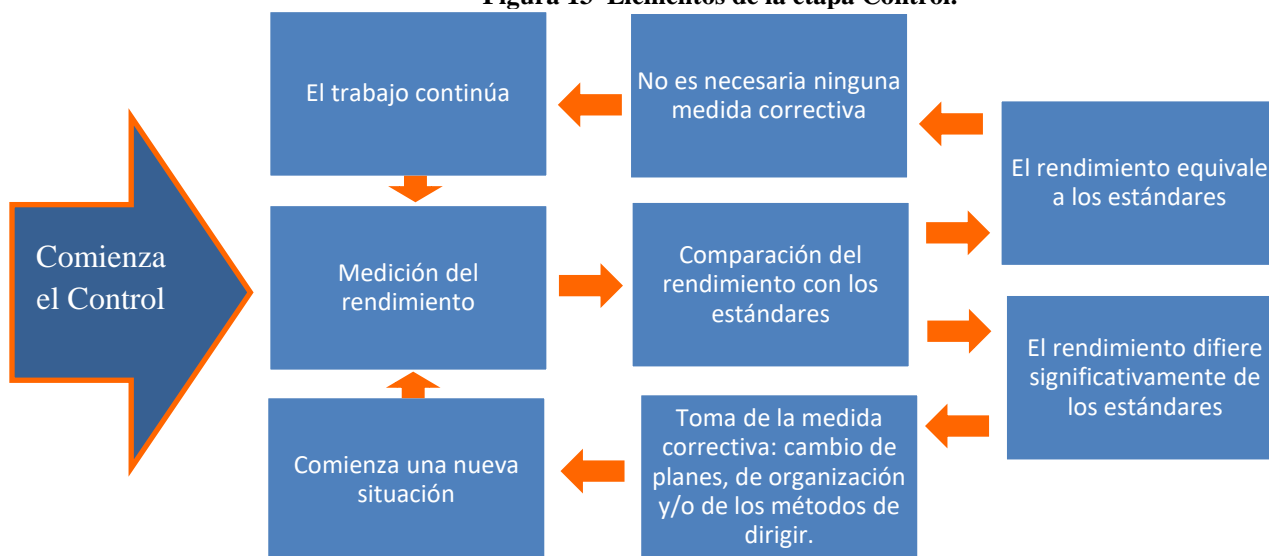 Figura 13 Elementos de la etapa Control.
El trabajo continúa
No es necesaria ninguna
medida correctiva
El rendimiento equivale
a los estándares
Comienza
el Control
Medición del
rendimiento
Comparación del
rendimiento con los
estándares
El rendimiento difiere
significativamente de
los estándares
Comienza una nueva
situación
Toma de la medida
correctiva: cambio de
planes, de organización
y/o de los métodos de
dirigir.